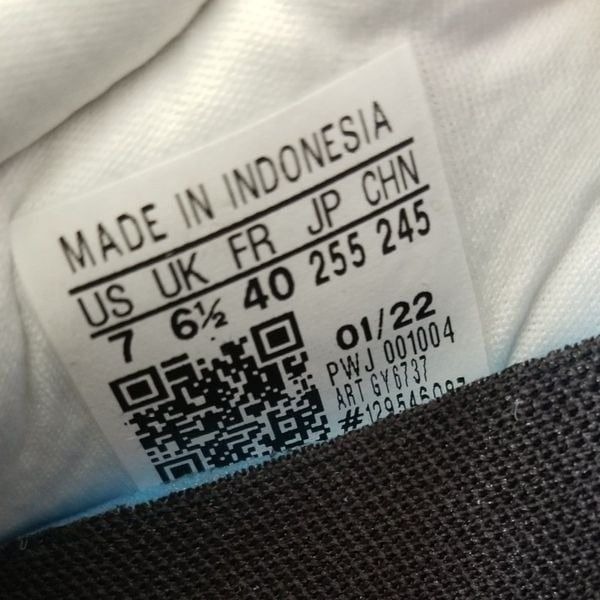 MADE IN INDONESIA
US UK FR JP CHN
7 6½ 40 255 245
01/22
PWJ 001004
ART GY6737